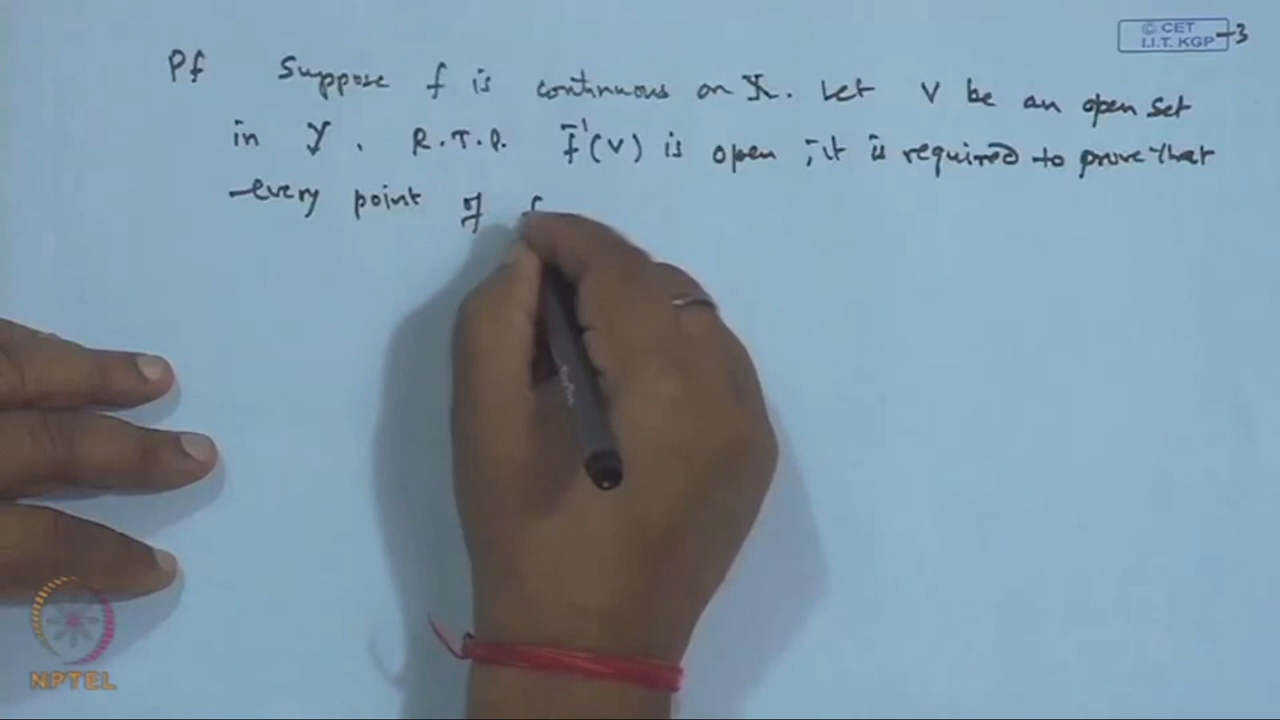 © CET
I.I.T. KGP -3
Pf Suppose f is continuous on X. Let V be an open set
in Y. R.T.P. f⁻¹(V) is open ; it is required to prove that
every point of f
NPTEL